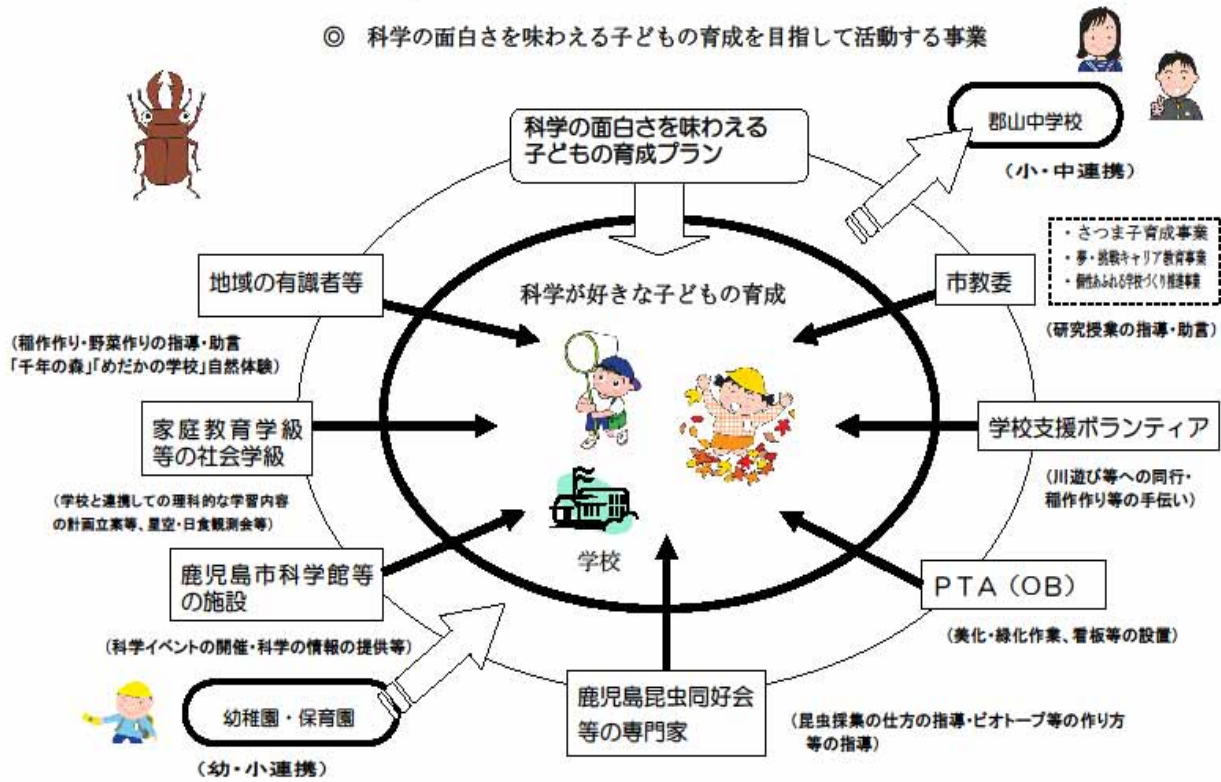 ◎ 科学の面白さを味わえる子どもの育成を目指して活動する事業
科学の面白さを味わえる
子どもの育成プラン
郡山中学校
(小・中連携)
・さつま子育成事業
・夢・挑戦キャリア教育事業
・個性あふれる学校づくり推進事業
地域の有識者等
科学が好きな子どもの育成
市教委
(研究授業の指導・助言)
(稲作作り・野菜作りの指導・助言
「千年の森」「めだかの学校」自然体験)
家庭教育学級
等の社会学級
学校支援ボランティア
(学校と連携しての理科的な学習内容
の計画立案等、星空・日食観測会等)
(川遊び等への同行・
稲作作り等の手伝い)
鹿児島市科学館等
の施設
学校
PTA(OB)
(科学イベントの開催・科学の情報の提供等)
(美化・緑化作業、看板等の設置)
幼稚園・保育園
(幼・小連携)
鹿児島昆虫同好会
等の専門家
(昆虫採集の仕方の指導・ビオトープ等の作り方
等の指導)